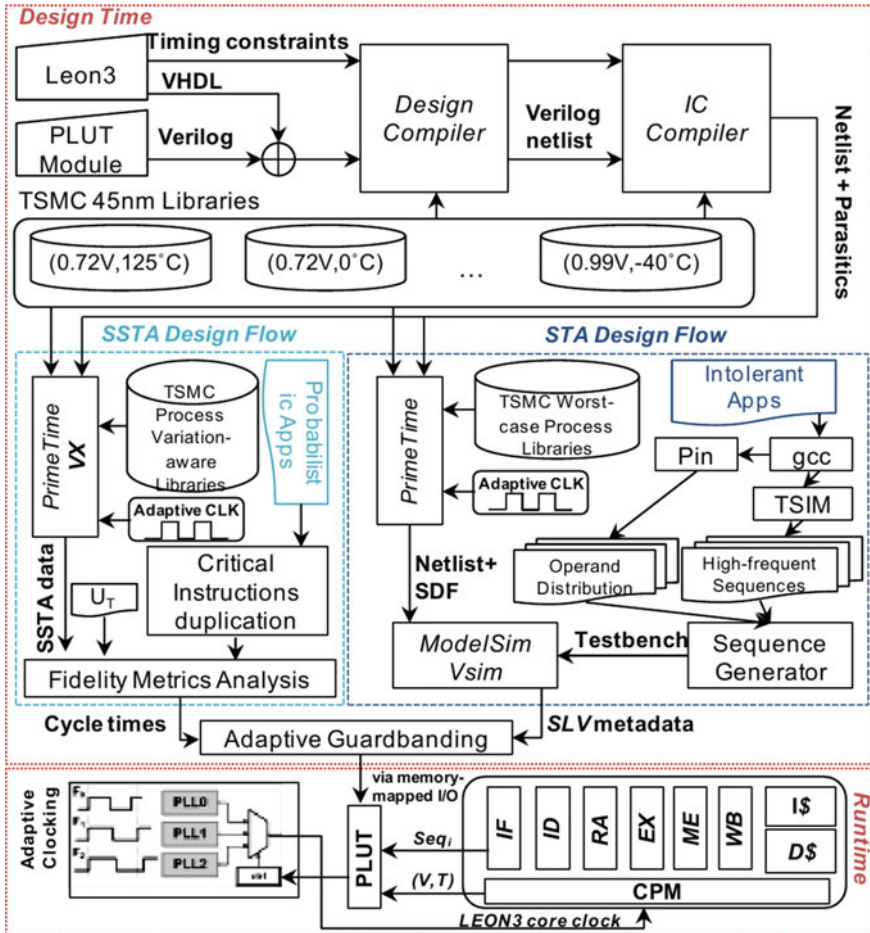 Design Time
Timing constraints
Leon3
VHDL
PLUT
Module
Verilog
Design
Compiler
Verilog
netlist
IC
Compiler
Netlist + Parasitics
TSMC 45nm Libraries
(0.72V,125˚C)
(0.72V,0˚C)
...
(0.99V,-40˚C)
SSTA Design Flow
STA Design Flow
PrimeTime
VX
TSMC
Process
Variation-
aware
Libraries
Probabilist
ic Apps
Adaptive CLK
SSTA data
UT
Critical
Instructions
duplication
Fidelity Metrics Analysis
PrimeTime
TSMC Worst-
case Process
Libraries
Adaptive CLK
Intolerant
Apps
Pin
gcc
TSIM
Operand
Distribution
High-frequent
Sequences
Netlist+
SDF
ModelSim
Vsim
Testbench
Sequence
Generator
Cycle times
SLV metadata
Adaptive Guardbanding
via memory-
mapped I/O
Runtime
Adaptive
Clocking
PLL0
PLL1
PLL2
PLUT
Seqi
(V,T)
IF
ID
RA
EX
ME
WB
I$
D$
CPM
LEON3 core clock